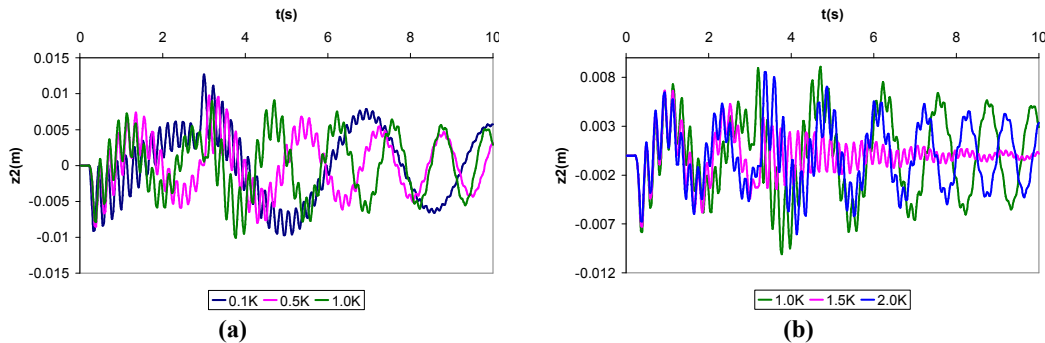 t(s)
0 2 4 6 8 10
0.015
0.01
0.005
0
-0.005
-0.01
-0.015
z2(m)
0.1K 0.5K 1.0K
(a)
t(s)
0 2 4 6 8 10
0.008
0.003
-0.002
-0.007
-0.012
z2(m)
1.0K 1.5K 2.0K
(b)